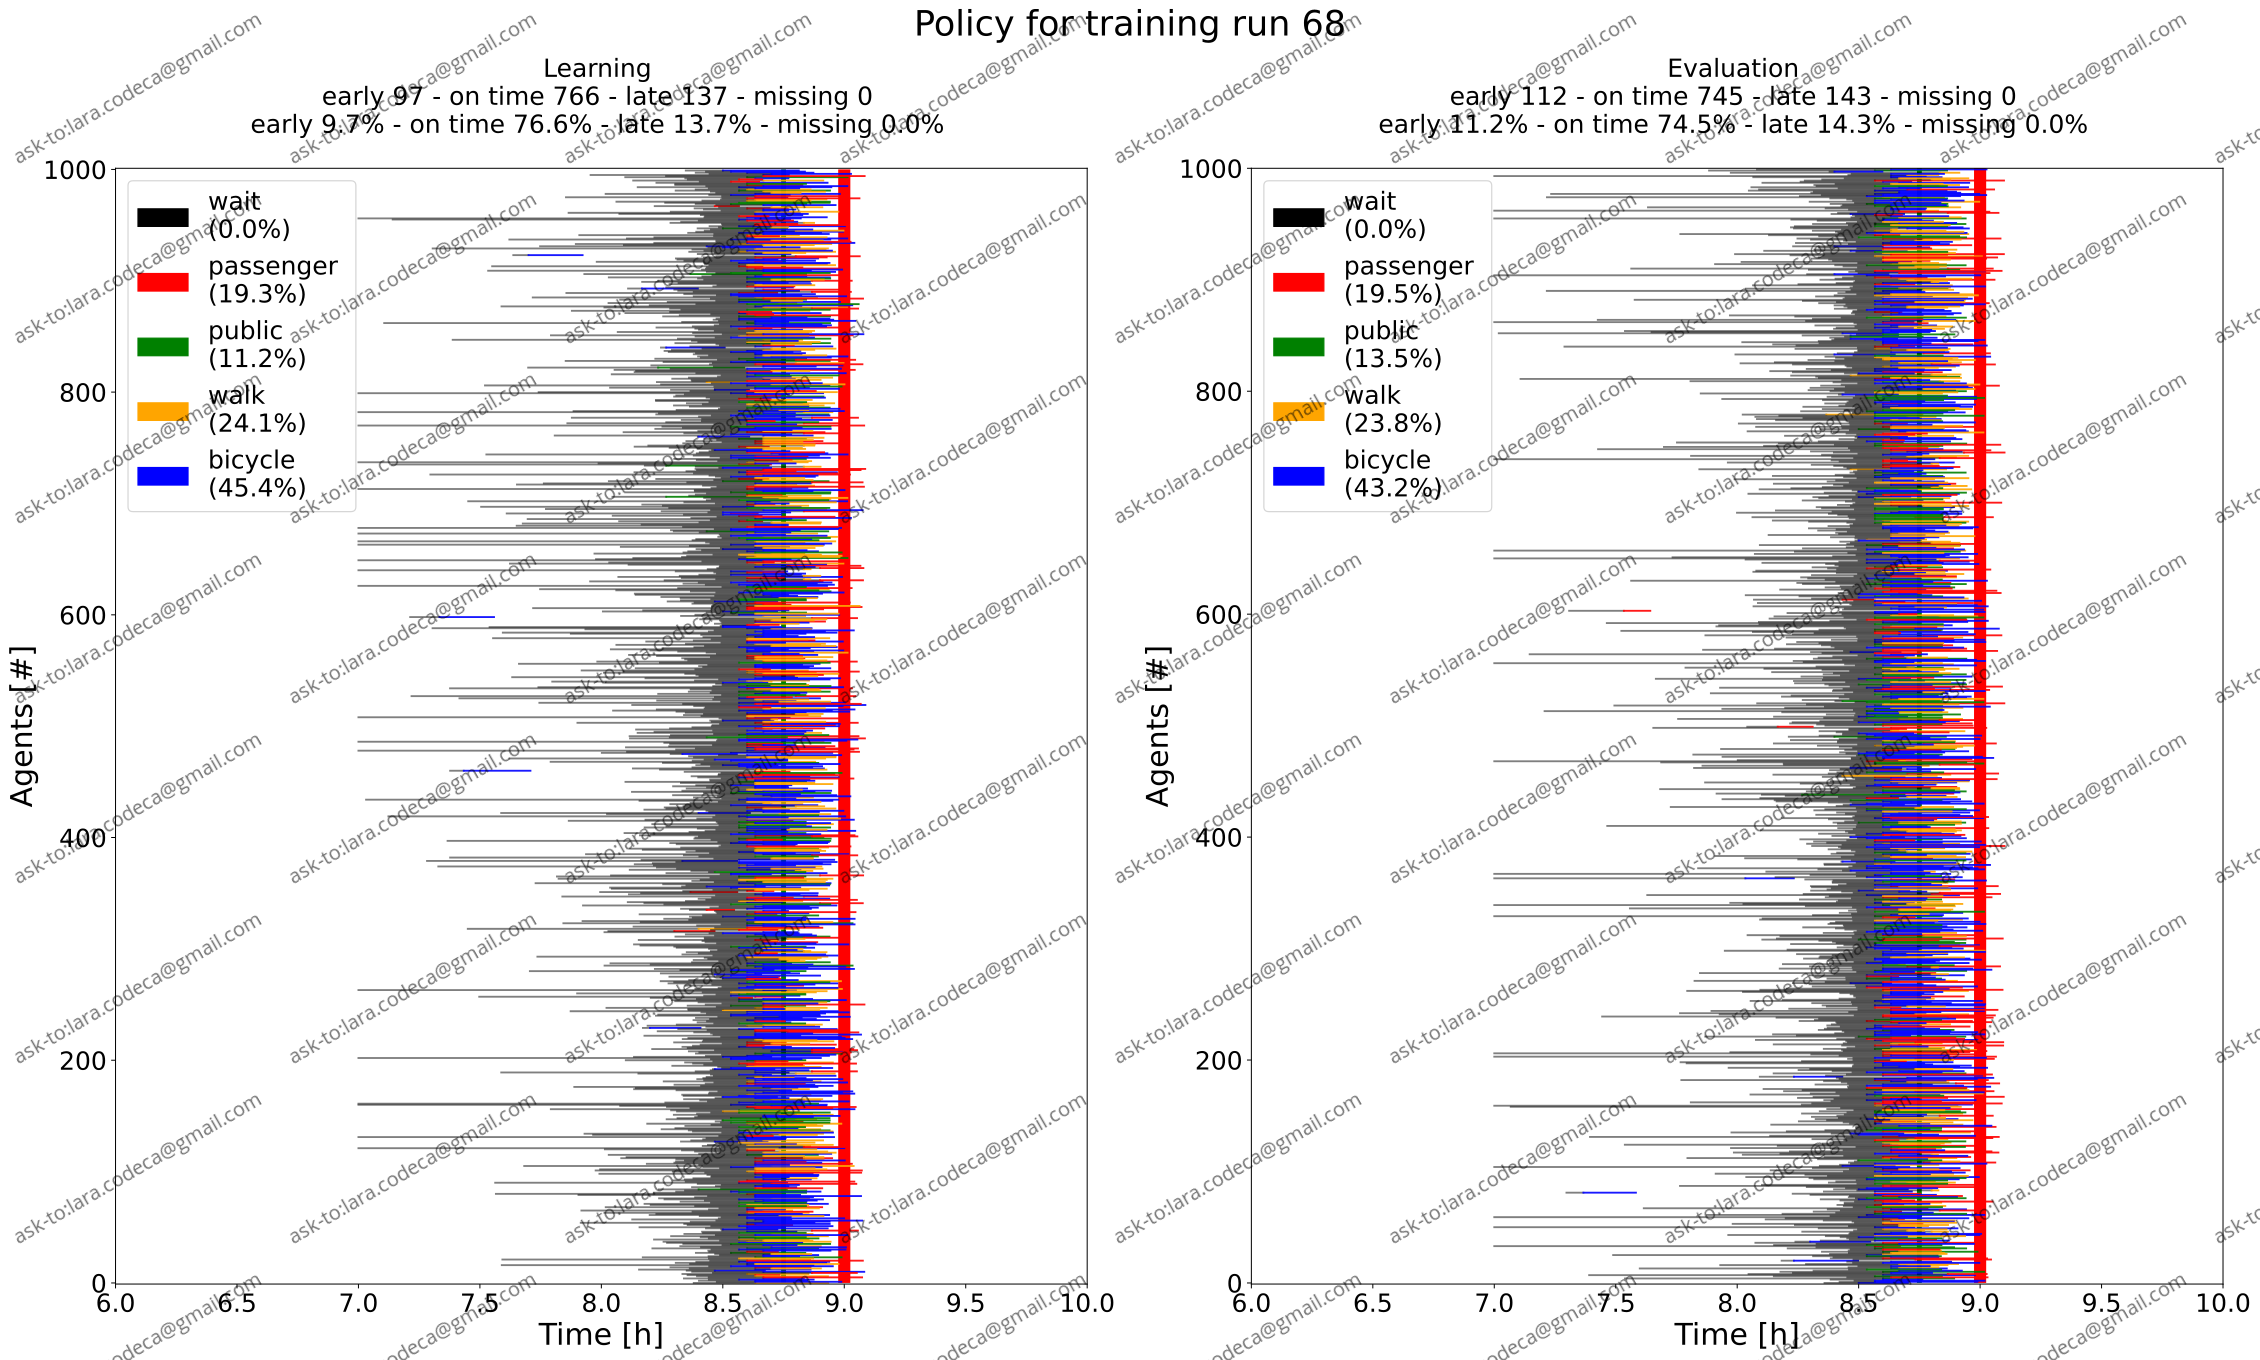 Policy for training run 68
Learning
early 97 - on time 766 - late 137 - missing 0
early 9.7% - on time 76.6% - late 13.7% - missing 0.0%
1000
800
600
400
200
0
Agents [#]
wait
(0.0%)
passenger
(19.3%)
public
(11.2%)
walk
(24.1%)
bicycle
(45.4%)
6.0 6.5 7.0 7.5 8.0 8.5 9.0 9.5 10.0
Time [h]
Evaluation
early 112 - on time 745 - late 143 - missing 0
early 11.2% - on time 74.5% - late 14.3% - missing 0.0%
1000
800
600
400
200
0
Agents [#]
wait
(0.0%)
passenger
(19.5%)
public
(13.5%)
walk
(23.8%)
bicycle
(43.2%)
6.0 6.5 7.0 7.5 8.0 8.5 9.0 9.5 10.0
Time [h]
ask-to:lara.codeca@gmail.com